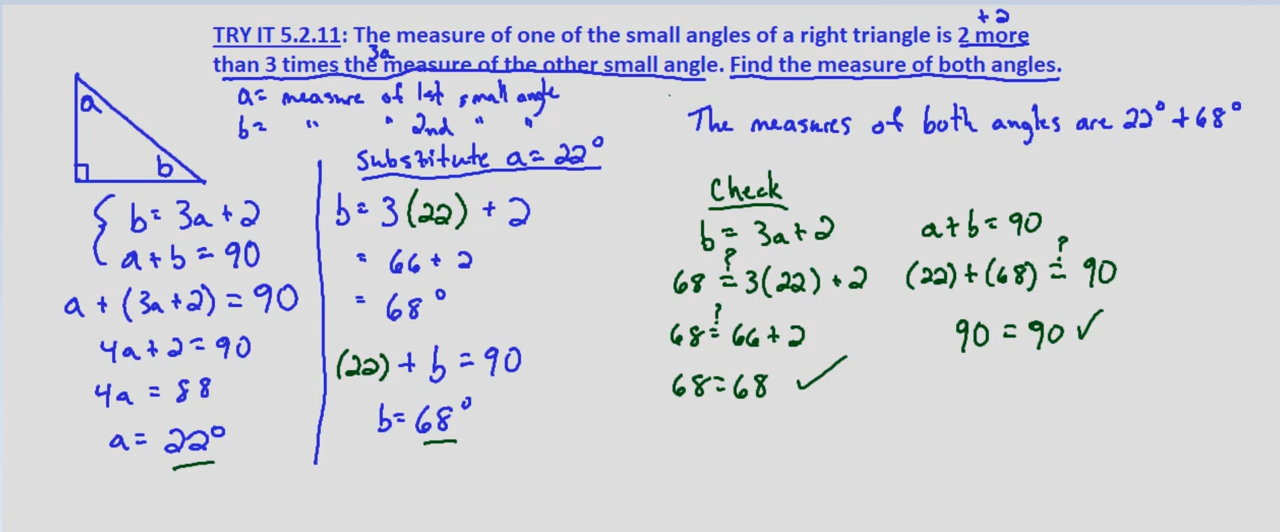 +2
TRY IT 5.2.11: The measure of one of the small angles of a right triangle is 2 more
3a
than 3 times the measure of the other small angle. Find the measure of both angles.
a
b
a= measure of 1st small angle
b= " " 2nd " "
{ b= 3a+2
a+b=90
a + (3a+2) = 90
4a+2=90
4a = 88
a= 22°
Substitute a=22°
b= 3(22) + 2
= 66 + 2
= 68°
(22) + b = 90
b= 68°
The measures of both angles are 22° + 68°
Check
b= 3a+2
68 ?= 3(22) + 2
68 ?= 66+2
68=68 ✓
a+b=90
(22)+(68) ?= 90
90 = 90 ✓